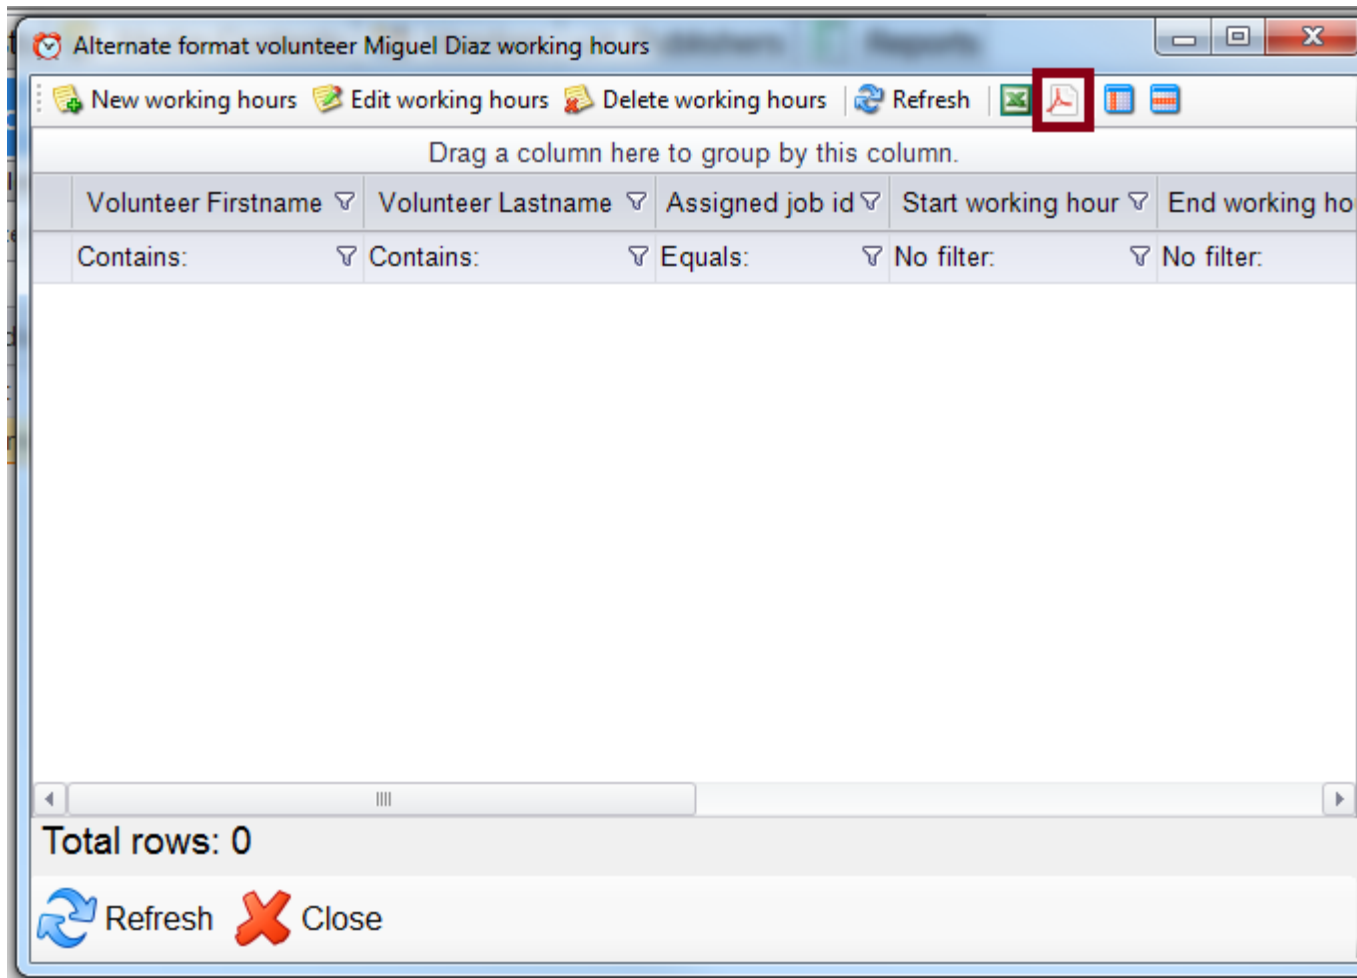 Alternate format volunteer Miguel Diaz working hours
Reports
New working hours Edit working hours Delete working hours Refresh
Drag a column here to group by this column.
Volunteer Firstname Volunteer Lastname Assigned job id Start working hour End working ho
Contains: Contains: Equals: No filter: No filter:
Total rows: 0
Refresh Close